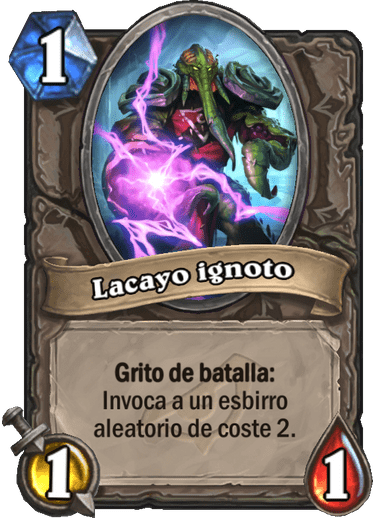 1
Lacayo ignoto
Grito de batalla:
Invoca a un esbirro
aleatorio de coste 2.
1
1